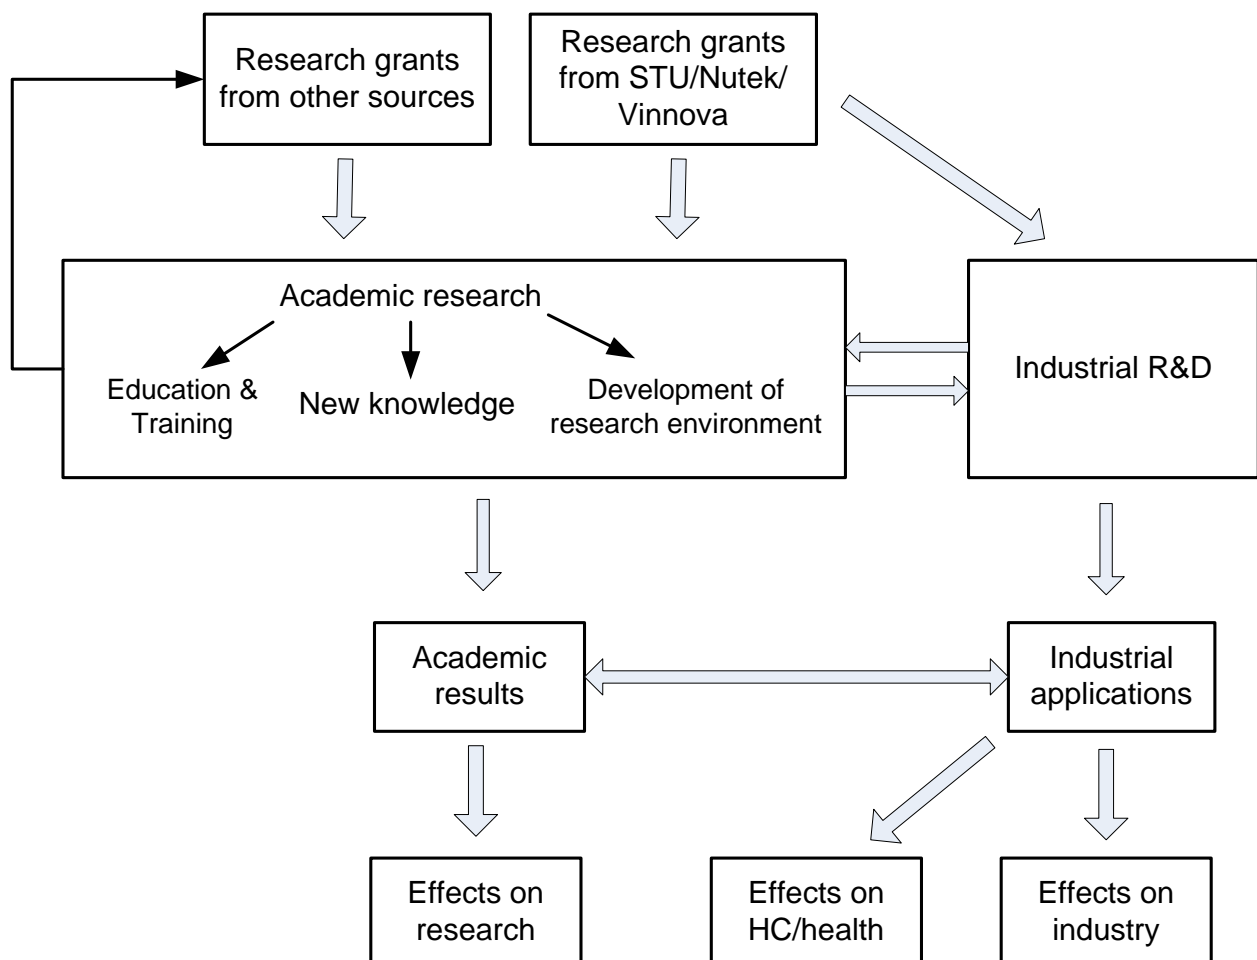 Research grants
from other sources
Research grants
from STU/Nutek/
Vinnova
Academic research
Education &
Training
New knowledge
Development of
research environment
Industrial R&D
Academic
results
Industrial
applications
Effects on
research
Effects on
HC/health
Effects on
industry